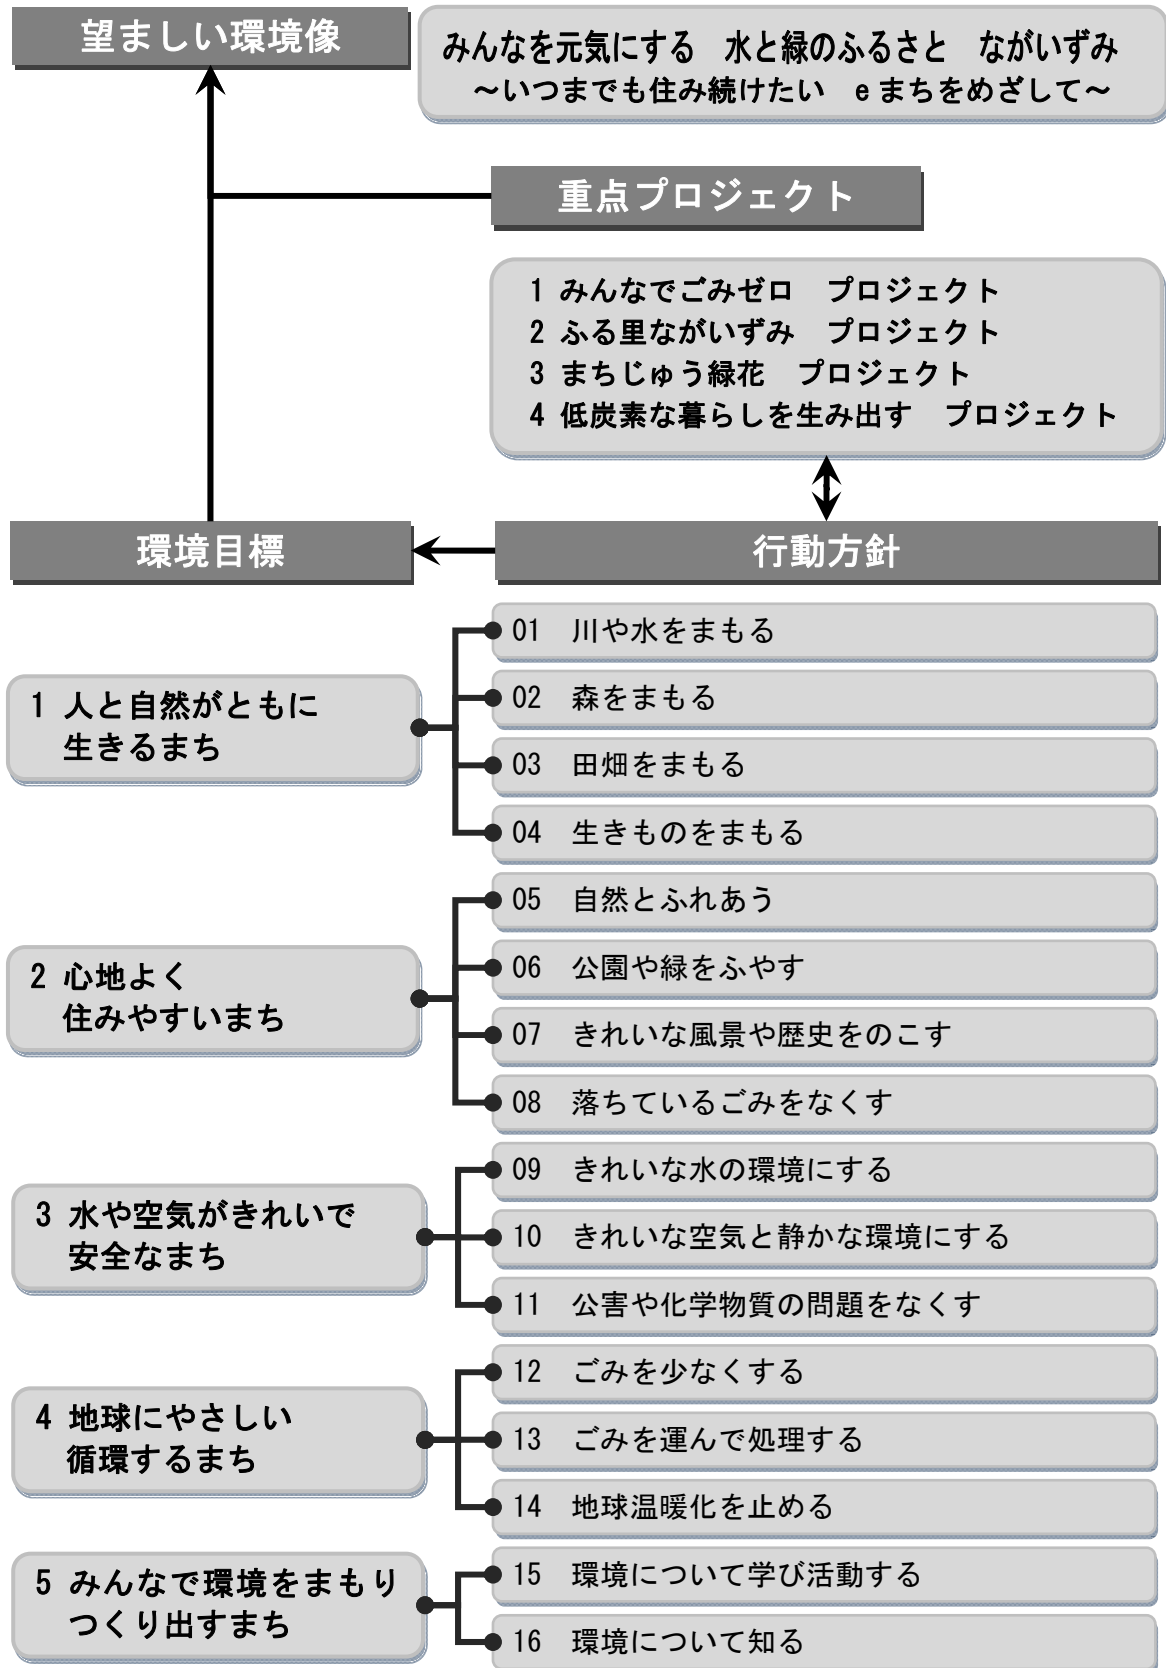 望ましい環境像
みんなを元気にする　水と緑のふるさと　ながいずみ
～いつまでも住み続けたい　eまちをめざして～
重点プロジェクト
1 みんなでごみゼロ　プロジェクト
2 ふる里ながいずみ　プロジェクト
3 まちじゅう緑花　プロジェクト
4 低炭素な暮らしを生み出す　プロジェクト
環境目標
行動方針
1 人と自然がともに
生きるまち
01　川や水をまもる
02　森をまもる
03　田畑をまもる
04　生きものをまもる
2 心地よく
住みやすいまち
05　自然とふれあう
06　公園や緑をふやす
07　きれいな風景や歴史をのこす
08　落ちているごみをなくす
3 水や空気がきれいで
安全なまち
09　きれいな水の環境にする
10　きれいな空気と静かな環境にする
11　公害や化学物質の問題をなくす
4 地球にやさしい
循環するまち
12　ごみを少なくする
13　ごみを運んで処理する
14　地球温暖化を止める
5 みんなで環境をまもり
つくり出すまち
15　環境について学び活動する
16　環境について知る